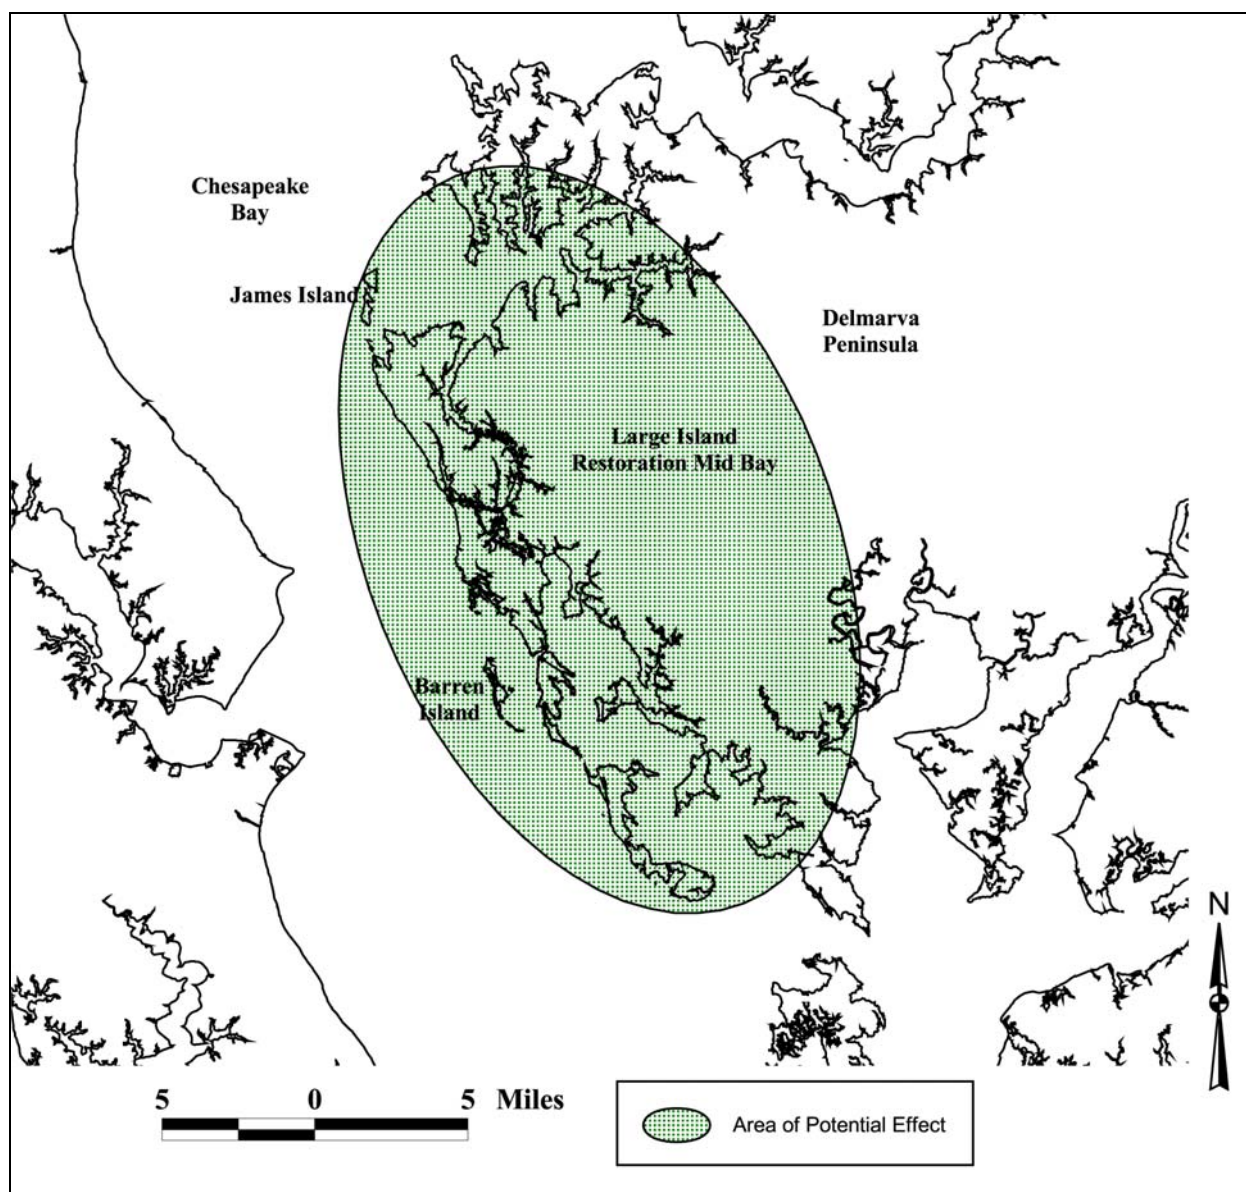 Chesapeake
Bay
James Island
Delmarva
Peninsula
Large Island
Restoration Mid Bay
Barren
Island
N
5 0 5 Miles
Area of Potential Effect